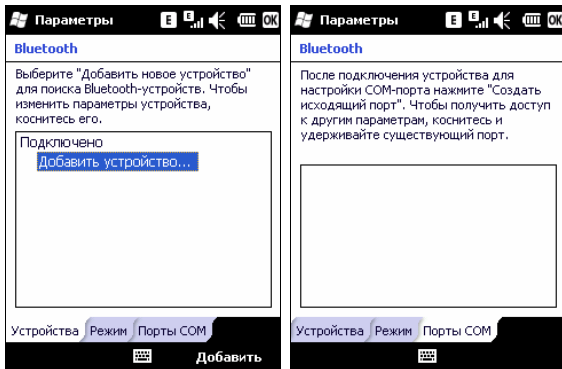 Параметры
E E OK
Bluetooth
Выберите "Добавить новое устройство"
для поиска Bluetooth-устройств. Чтобы
изменить параметры устройства,
коснитесь его.
Подключено
Добавить устройство...
Устройства Режим Порты COM
Добавить
Параметры
E E OK
Bluetooth
После подключения устройства для
настройки COM-порта нажмите "Создать
исходящий порт". Чтобы получить доступ
к другим параметрам, коснитесь и
удерживайте существующий порт.
Устройства Режим Порты COM